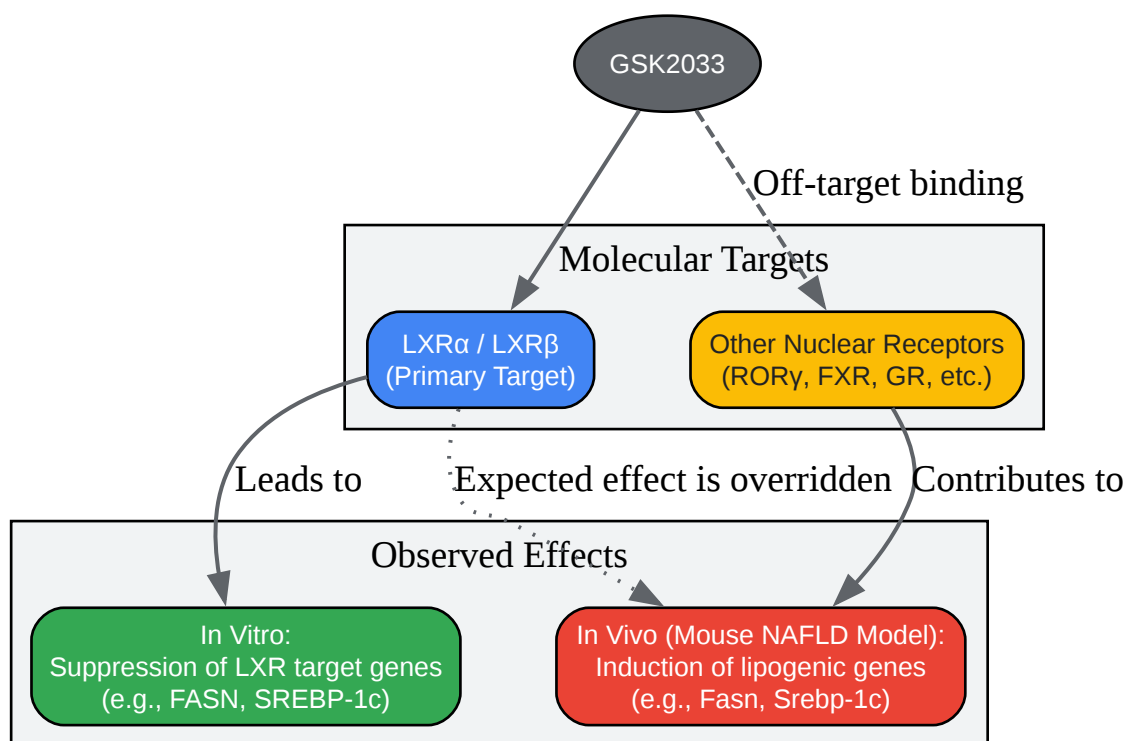 GSK2033
Off-target binding
Molecular Targets
LXRα / LXRβ
(Primary Target)
Other Nuclear Receptors
(RORγ, FXR, GR, etc.)
Leads to
Expected effect is overridden
Contributes to
Observed Effects
In Vitro:
Suppression of LXR target genes
(e.g., FASN, SREBP-1c)
In Vivo (Mouse NAFLD Model):
Induction of lipogenic genes
(e.g., Fasn, Srebp-1c)